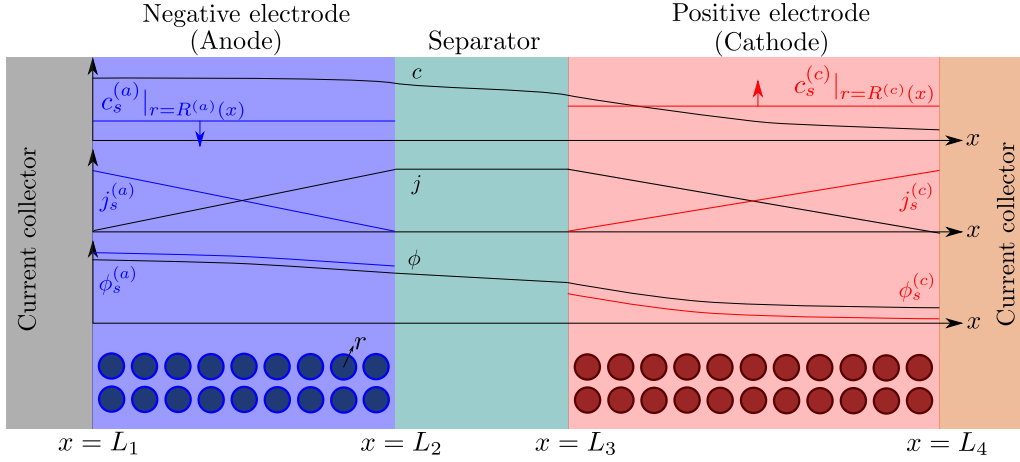 Negative electrode
(Anode)
Separator
Positive electrode
(Cathode)
Current collector
c
c_s^{(a)}|_{r=R^{(a)}(x)}
c_s^{(c)}|_{r=R^{(c)}(x)}
x
j_s^{(a)}
j
j_s^{(c)}
x
ϕ_s^{(a)}
ϕ
ϕ_s^{(c)}
x
r
Current collector
x = L_1
x = L_2
x = L_3
x = L_4